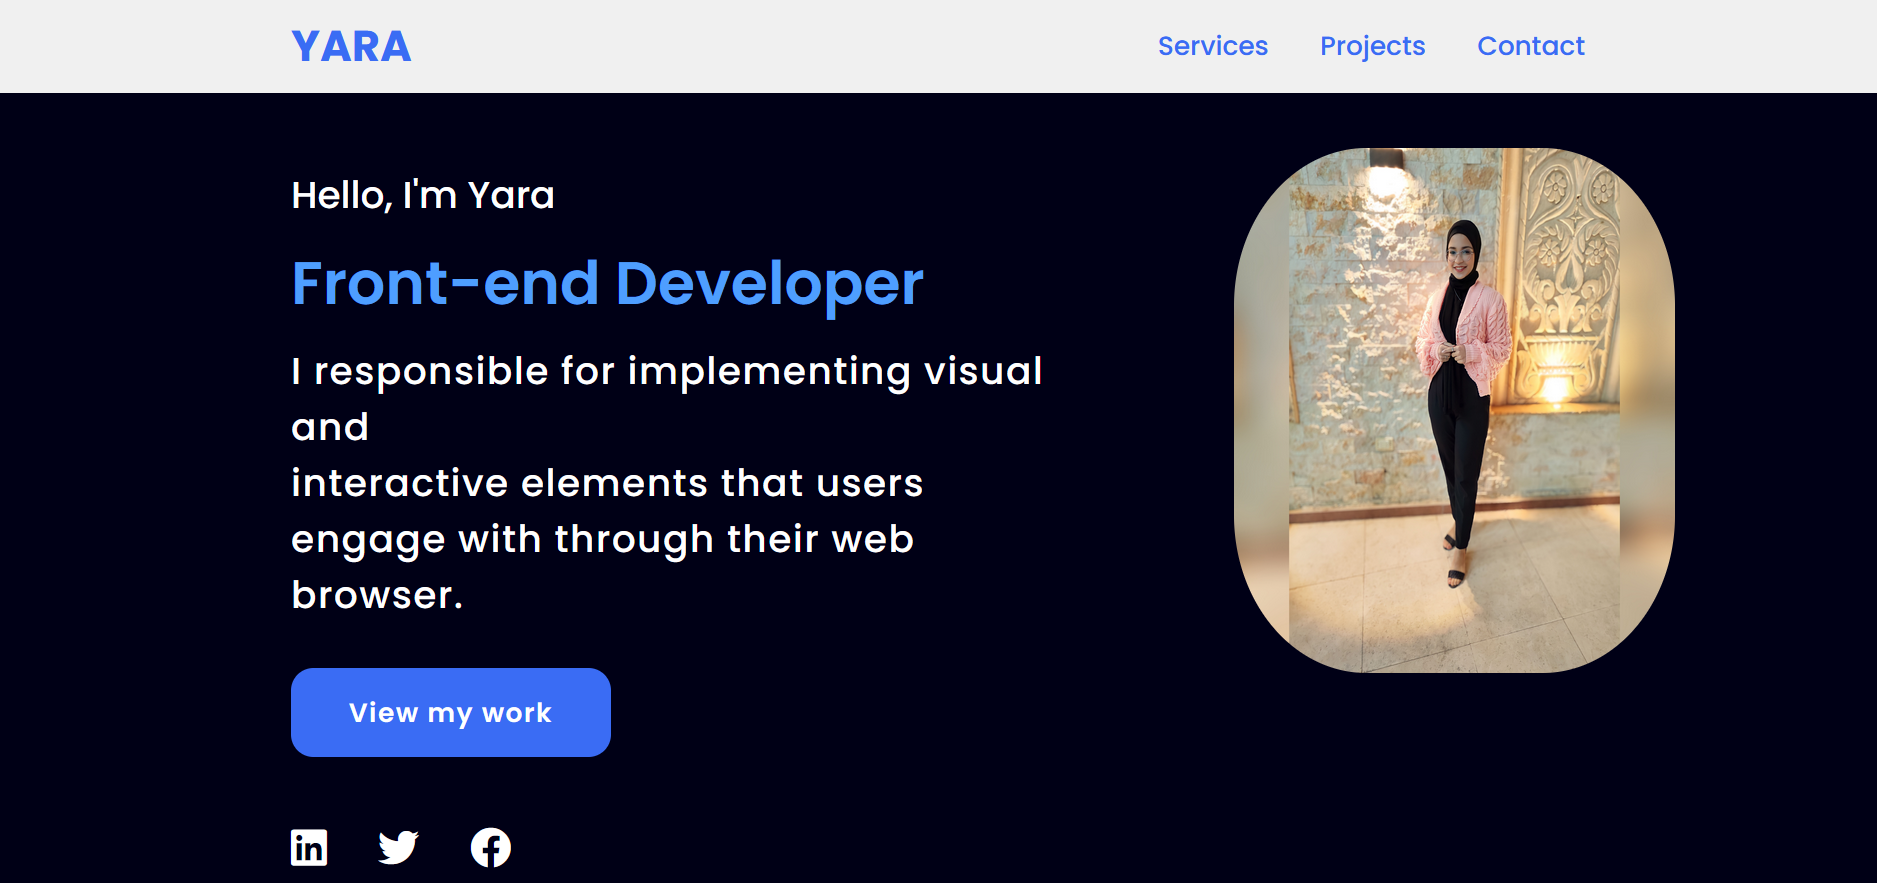 YARA
Services Projects Contact
Hello, I'm Yara
Front-end Developer
I responsible for implementing visual
and
interactive elements that users
engage with through their web
browser.
View my work
in